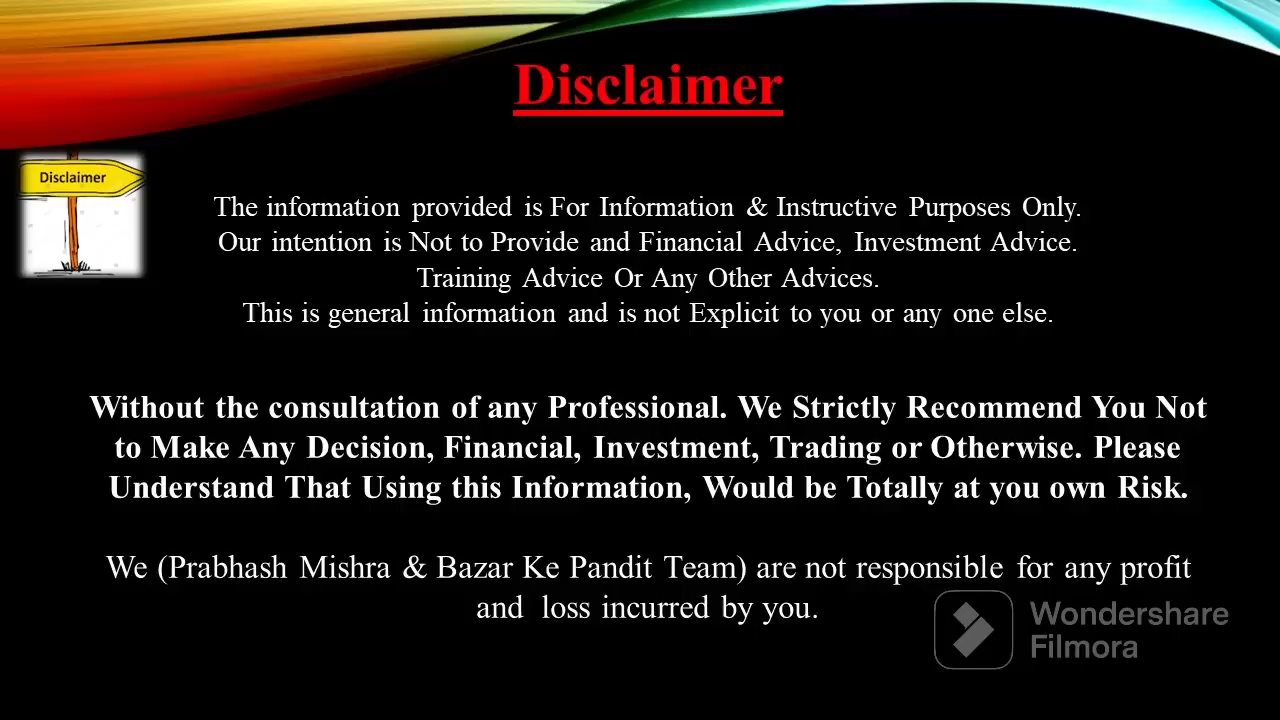 Disclaimer
Disclaimer
The information provided is For Information & Instructive Purposes Only.
Our intention is Not to Provide and Financial Advice, Investment Advice.
Training Advice Or Any Other Advices.
This is general information and is not Explicit to you or any one else.
Without the consultation of any Professional. We Strictly Recommend You Not
to Make Any Decision, Financial, Investment, Trading or Otherwise. Please
Understand That Using this Information, Would be Totally at you own Risk.
We (Prabhash Mishra & Bazar Ke Pandit Team) are not responsible for any profit
and loss incurred by you.
Wondershare
Filmora